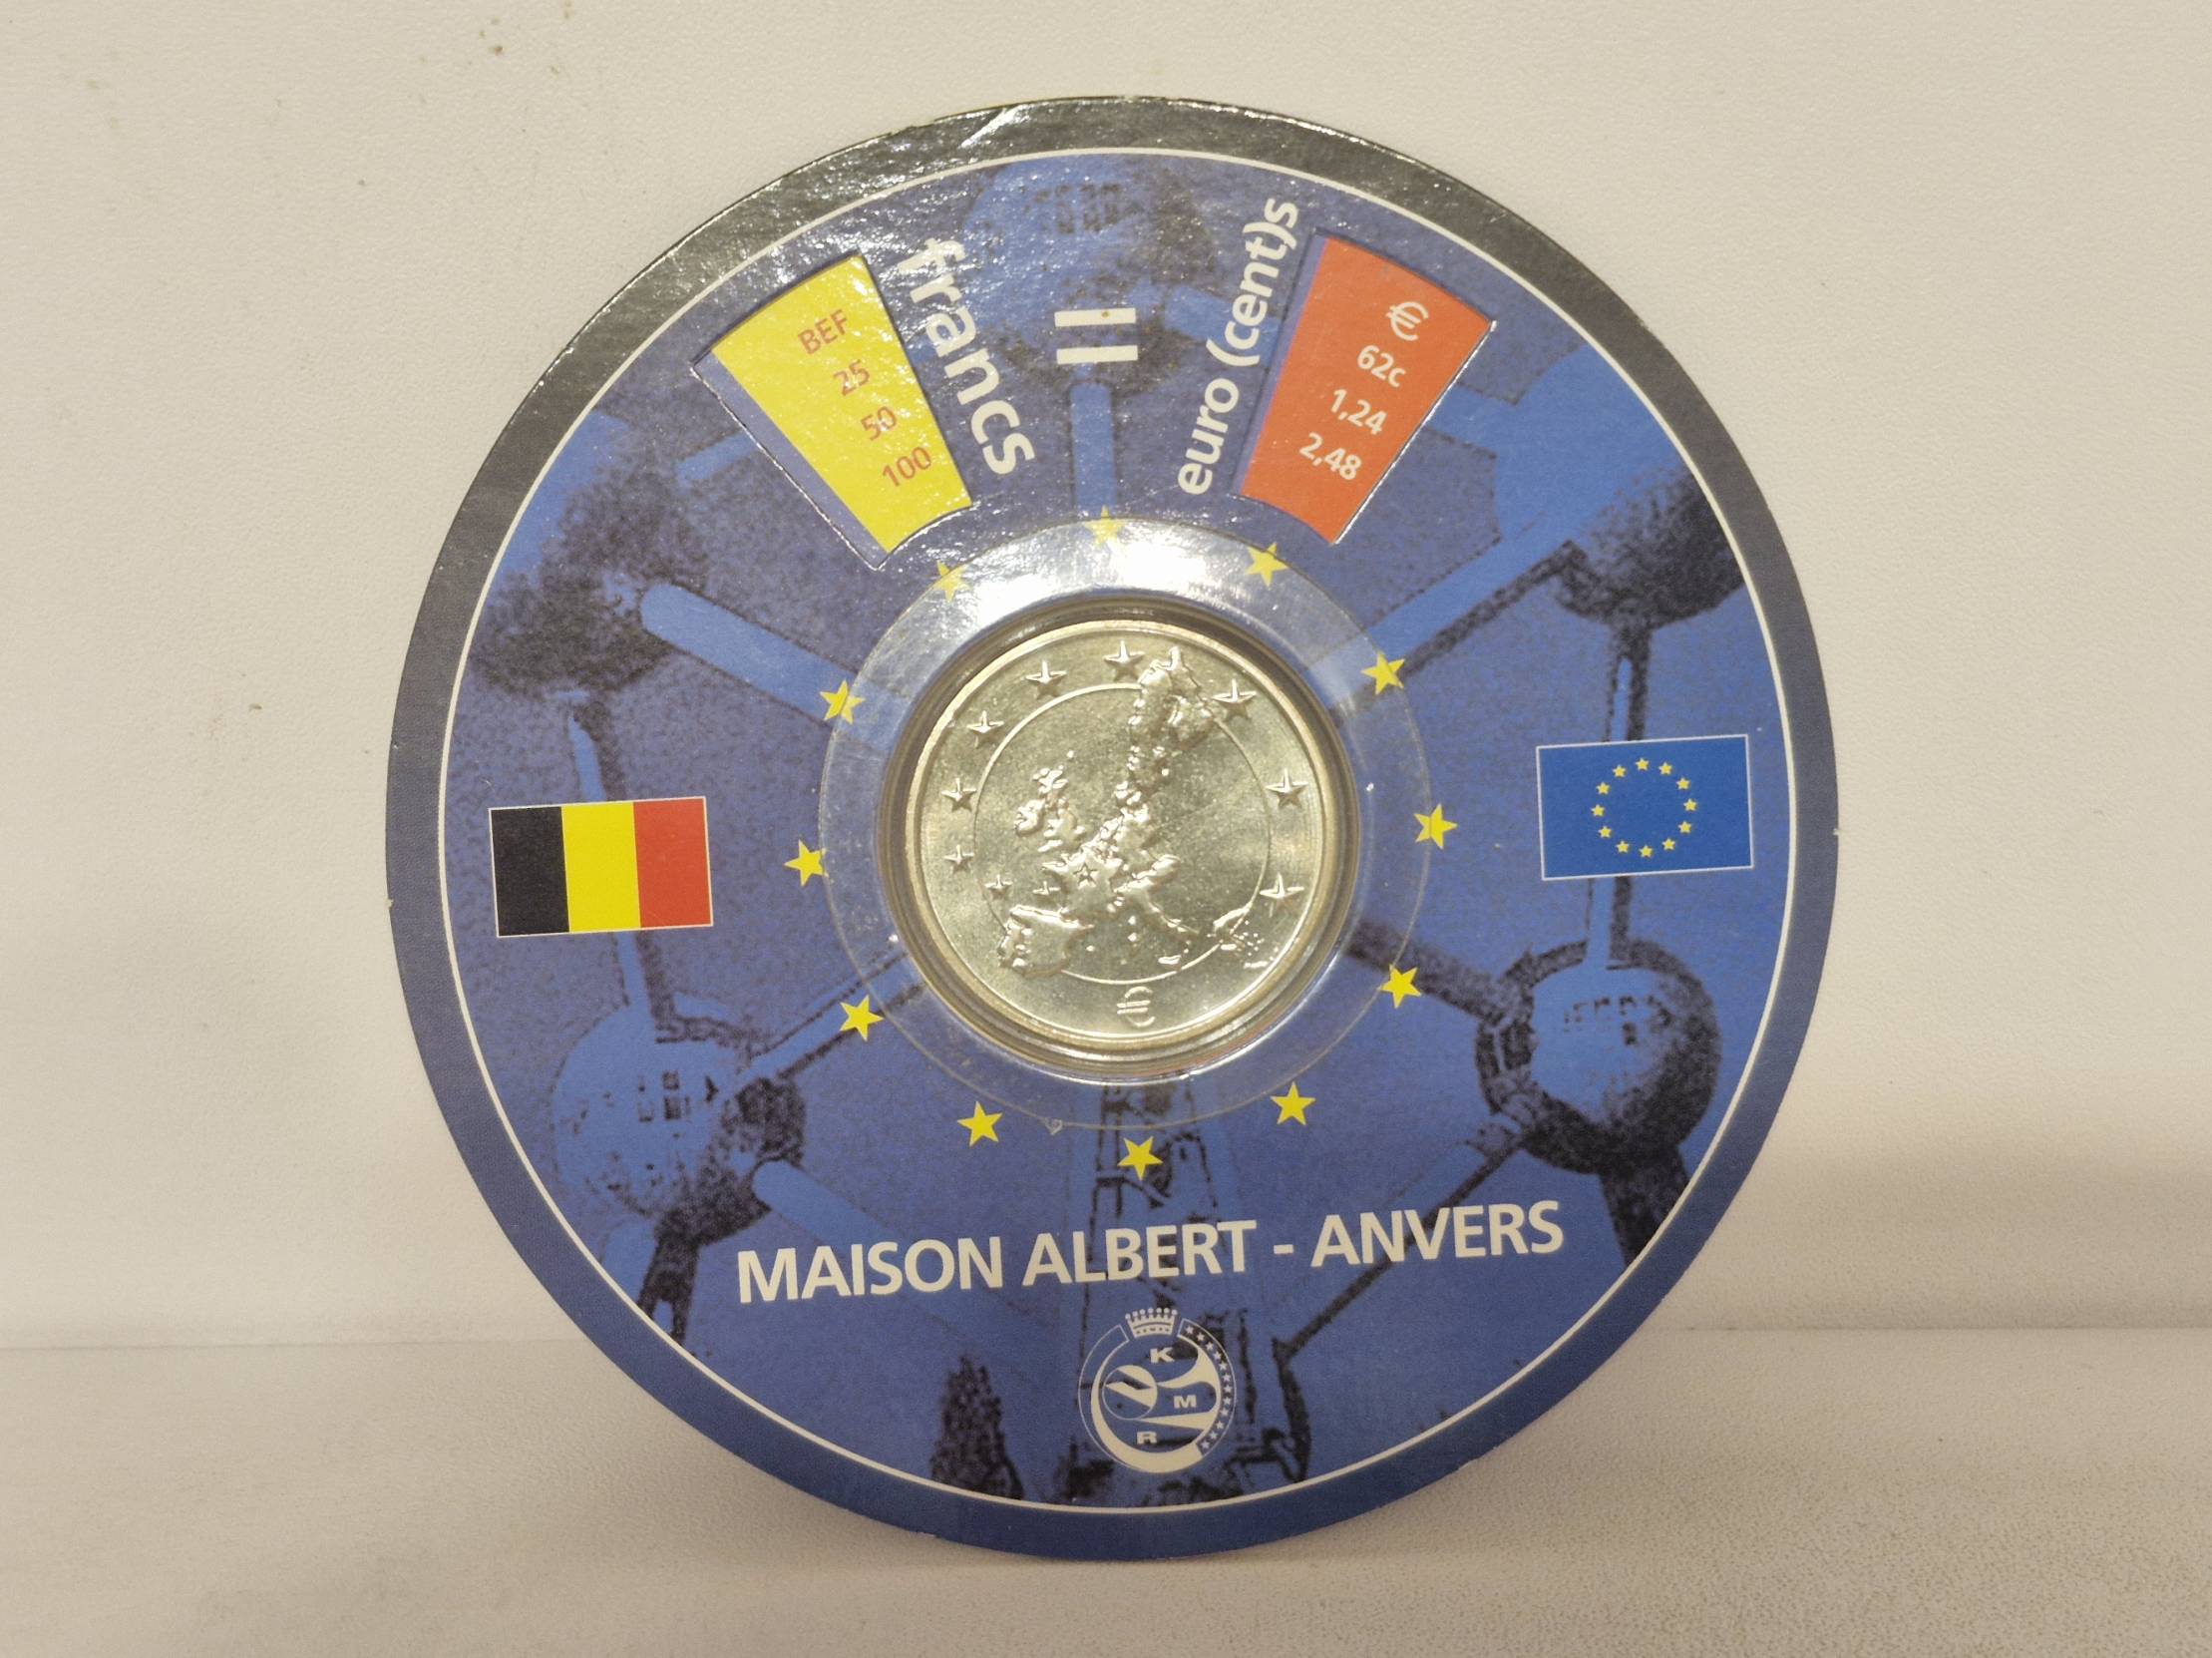 francs
=
euro (cent)s
BEF
25
50
100
€
62c
1,24
2,48
€
MAISON ALBERT - ANVERS
K
M
R